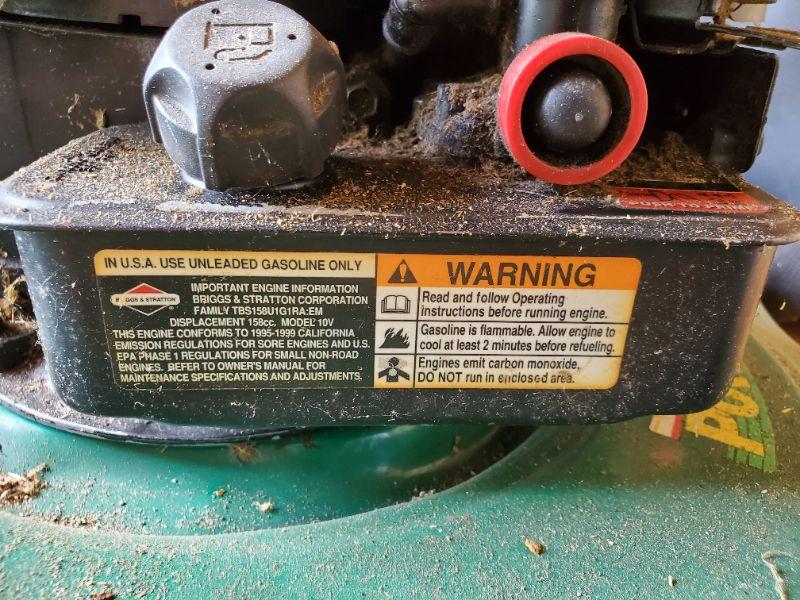 IN U.S.A. USE UNLEADED GASOLINE ONLY
BRIGGS & STRATTON
IMPORTANT ENGINE INFORMATION
BRIGGS & STRATTON CORPORATION
FAMILY TBS158U1G1RA:EM
DISPLACEMENT 158cc. MODEL 10V
THIS ENGINE CONFORMS TO 1995-1999 CALIFORNIA
EMISSION REGULATIONS FOR SORE ENGINES AND U.S.
EPA PHASE 1 REGULATIONS FOR SMALL NON-ROAD
ENGINES. REFER TO OWNER'S MANUAL FOR
MAINTENANCE SPECIFICATIONS AND ADJUSTMENTS.
WARNING
Read and follow Operating
Instructions before running engine.
Gasoline is flammable. Allow engine to
cool at least 2 minutes before refueling.
Engines emit carbon monoxide,
DO NOT run in enclosed area.